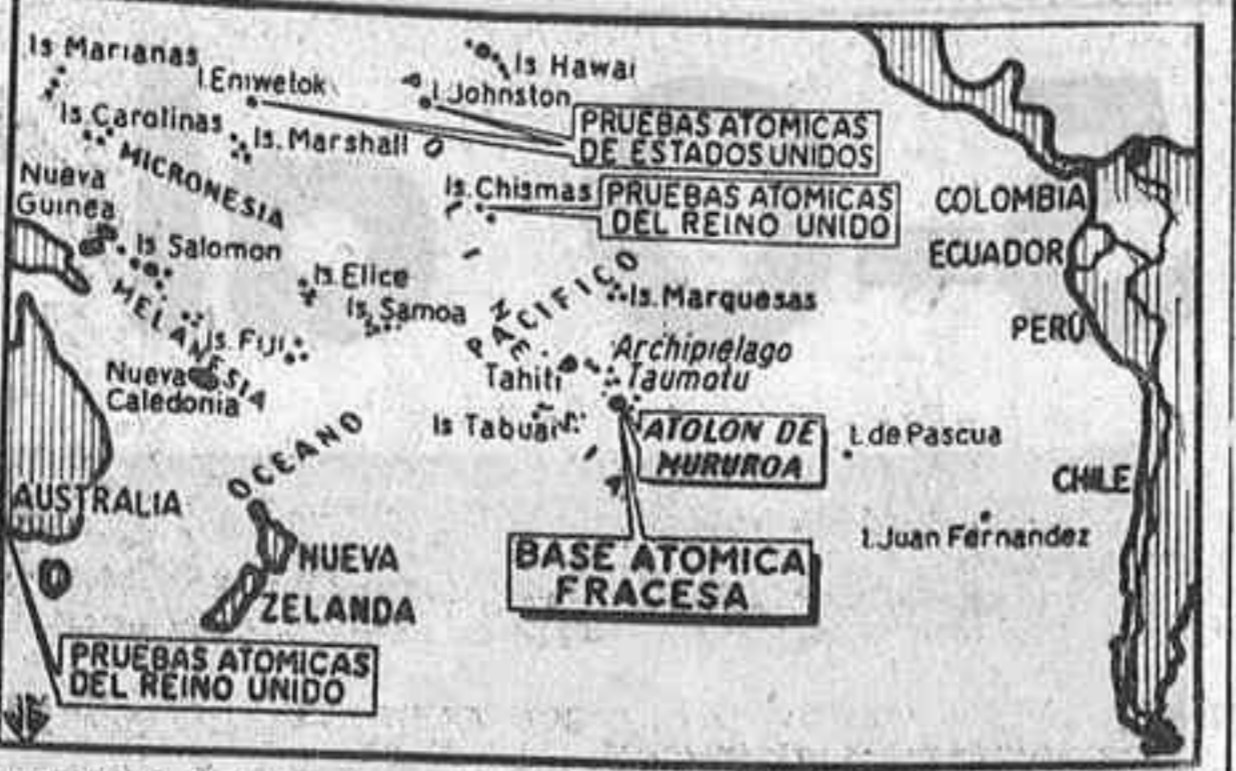 Is. Marianas
I. Eniwetok
Is Hawai
I. Johnston
PRUEBAS ATOMICAS
DE ESTADOS UNIDOS
Is. Carolinas
Is. Marshall
MICRONESIA
Nueva
Guinea
Is. Chismas
PRUEBAS ATOMICAS
DEL REINO UNIDO
COLOMBIA
ECUADOR
PERÚ
Is Salomon
Is. Elice
Is. Samoa
MELANESIA
Is. Fiji
Nueva
Caledonia
OCEANO
PACIFICO
Is. Marquesas
Archipiélago
Taumotu
Tahiti
Is Tabuai
ATOLON DE
MURUROA
I. de Pascua
CHILE
I. Juan Fernandez
AUSTRALIA
NUEVA
ZELANDA
BASE ATOMICA
FRACESA
PRUEBAS ATOMICAS
DEL REINO UNIDO